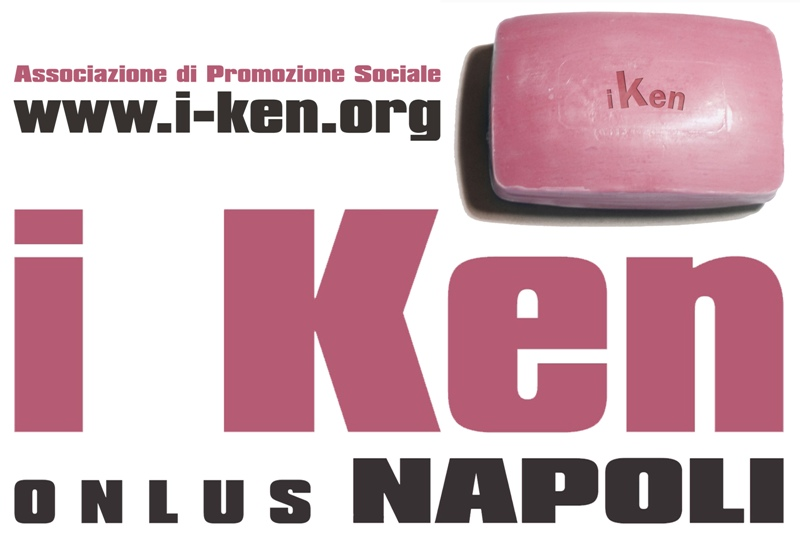 Associazione di Promozione Sociale
www.i-ken.org
iKen
i Ken
ONLUS NAPOLI